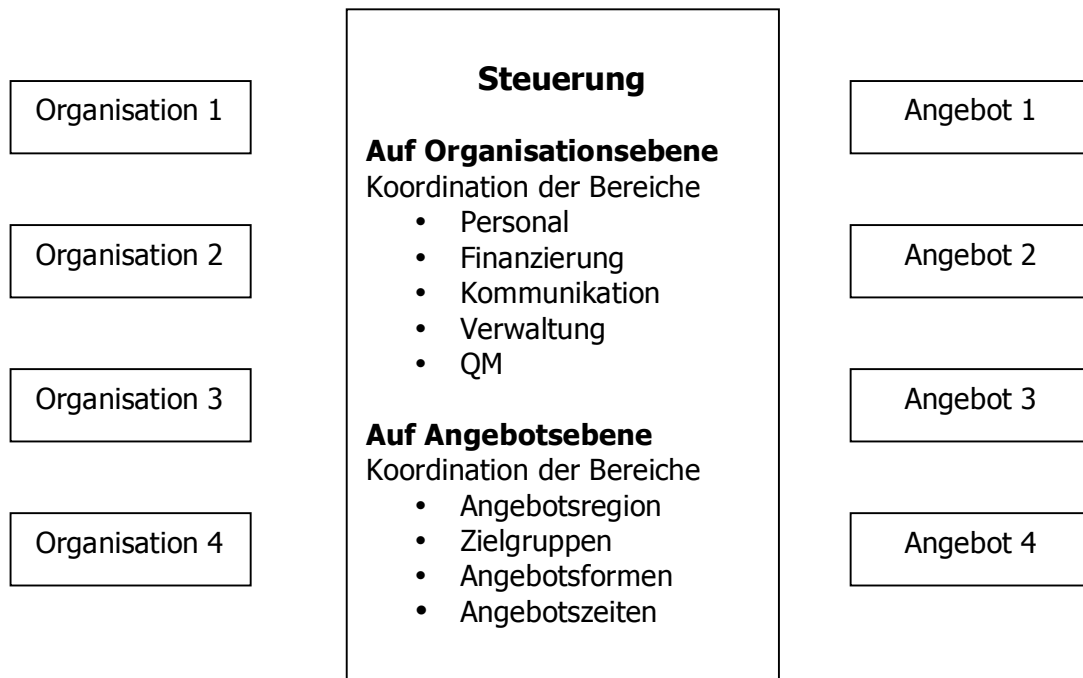 Organisation 1
Organisation 2
Organisation 3
Organisation 4
Steuerung
Auf Organisationsebene
Koordination der Bereiche
• Personal
• Finanzierung
• Kommunikation
• Verwaltung
• QM
Auf Angebotsebene
Koordination der Bereiche
• Angebotsregion
• Zielgruppen
• Angebotsformen
• Angebotszeiten
Angebot 1
Angebot 2
Angebot 3
Angebot 4